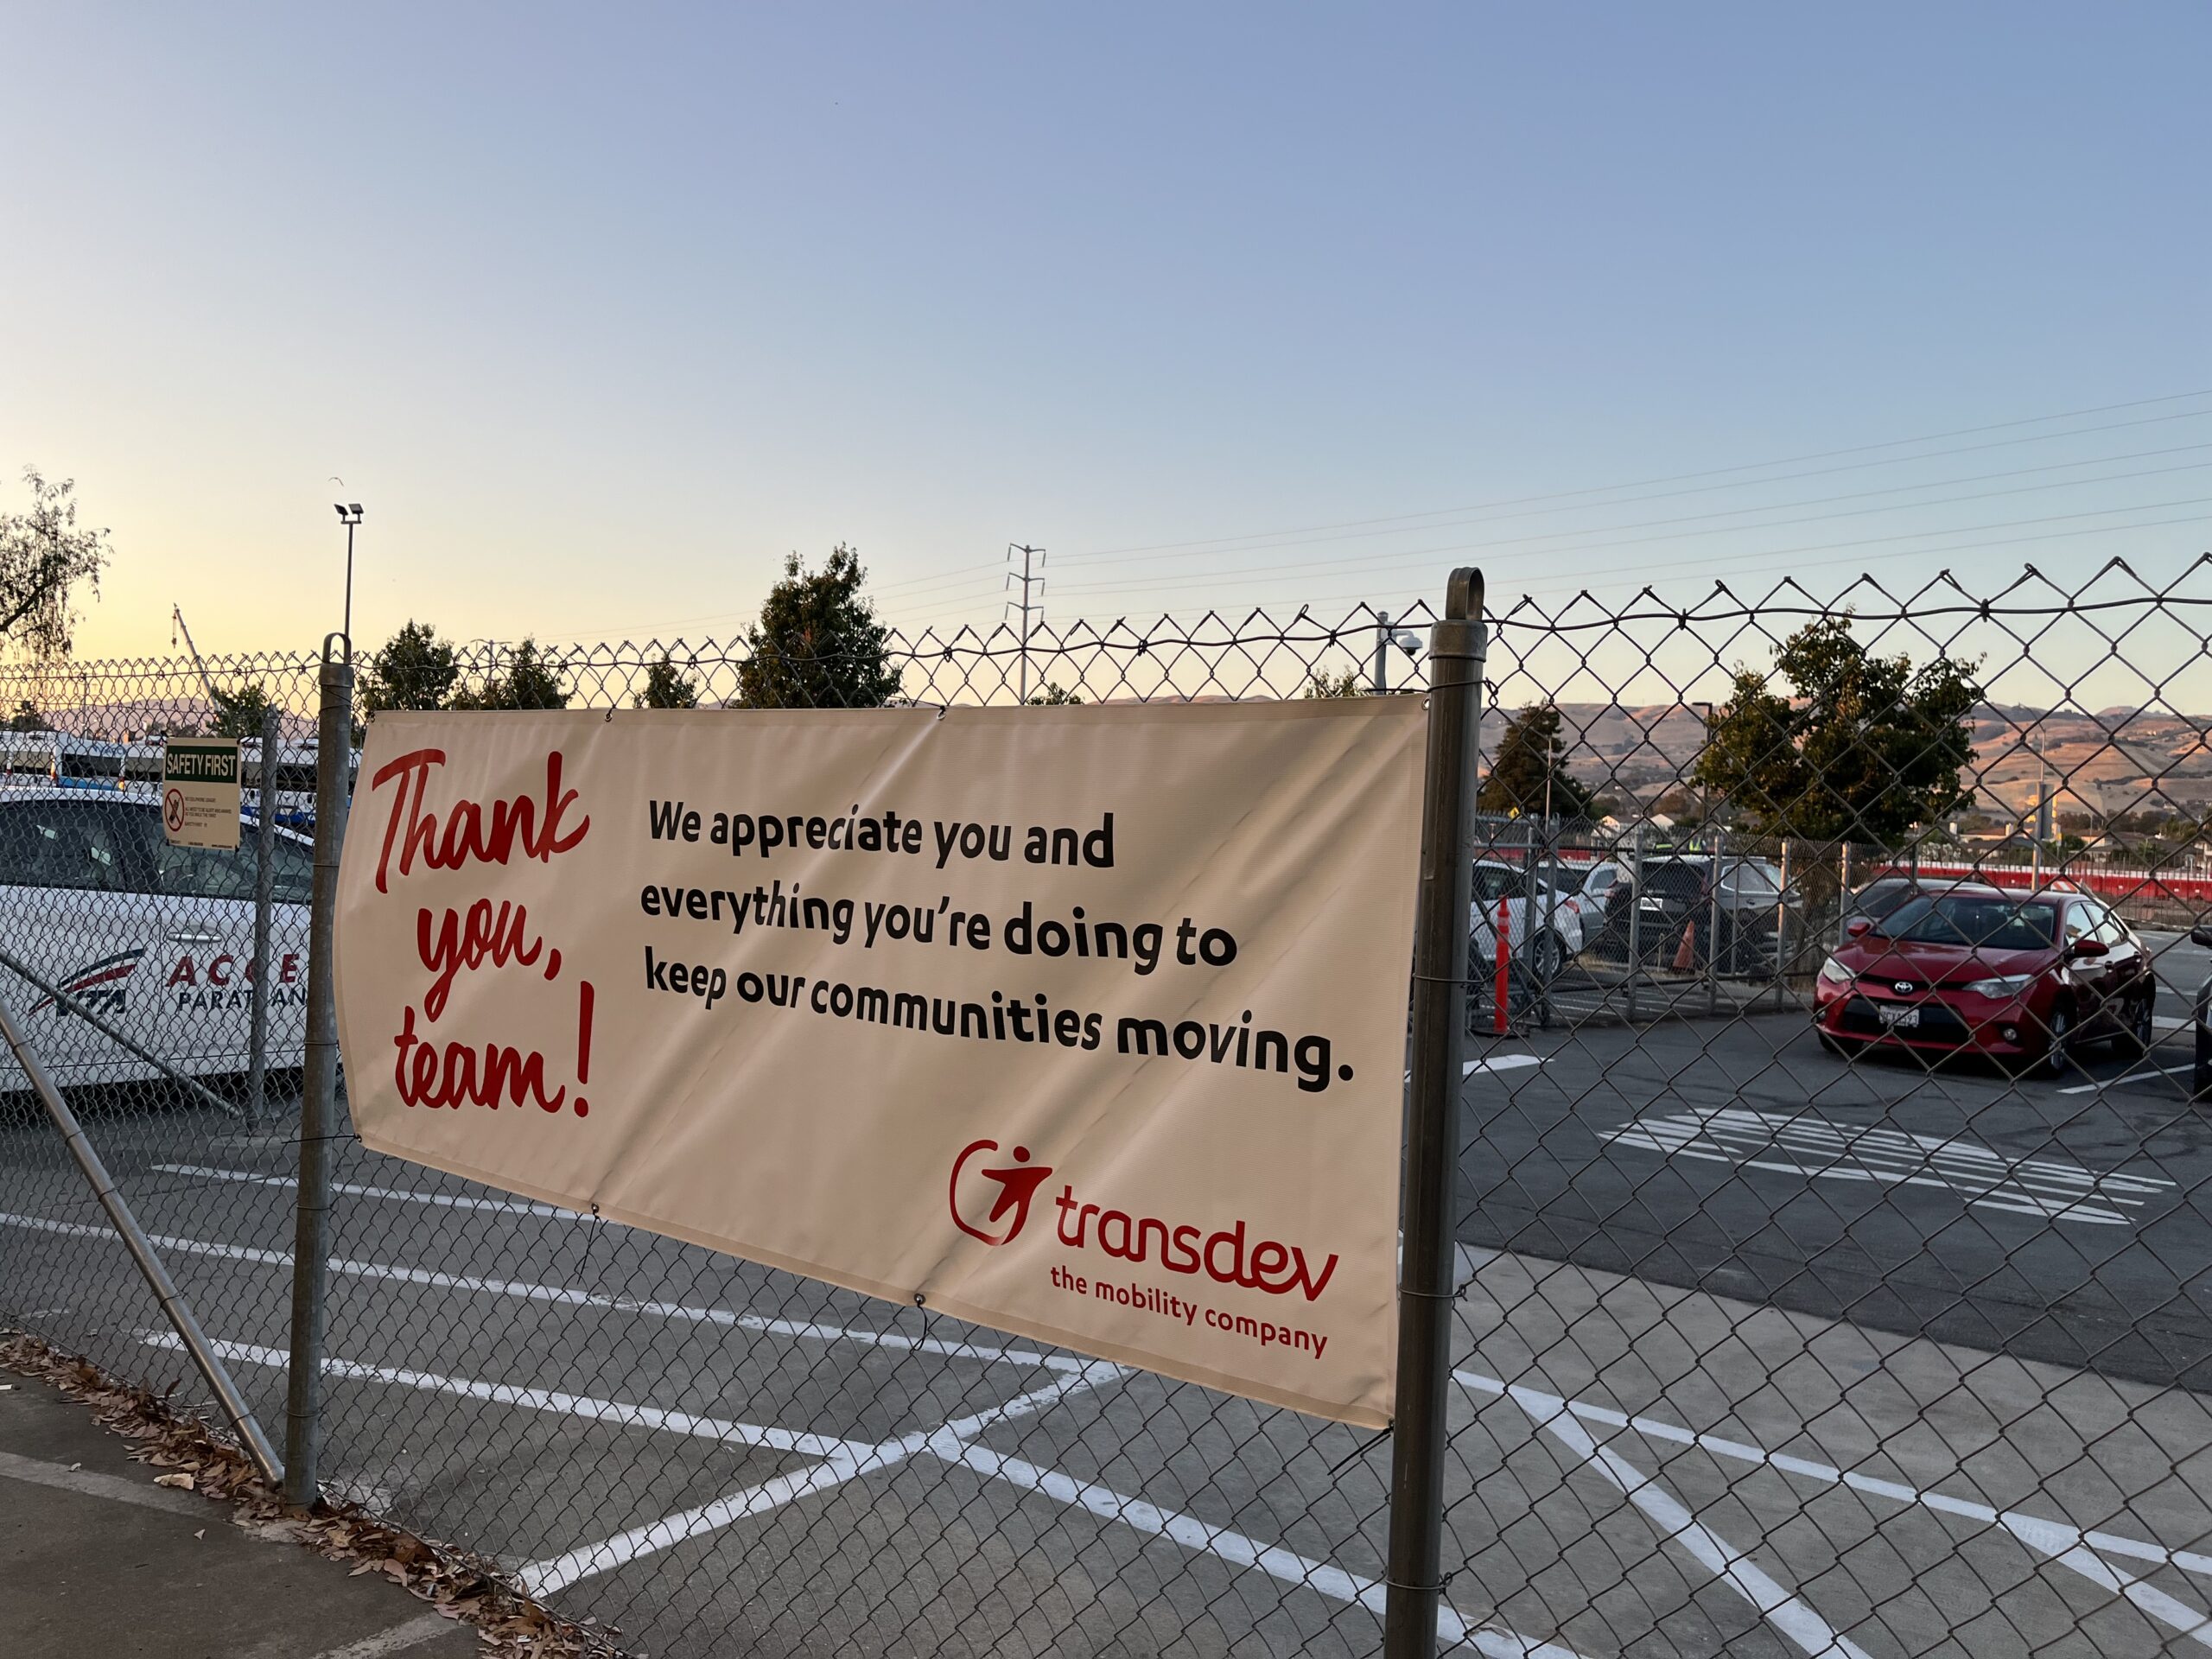 SAFETY FIRST
VTA
ACCE
PARATRAN
Thank
you,
team!
We appreciate you and
everything you're doing to
keep our communities moving.
transdev
the mobility company